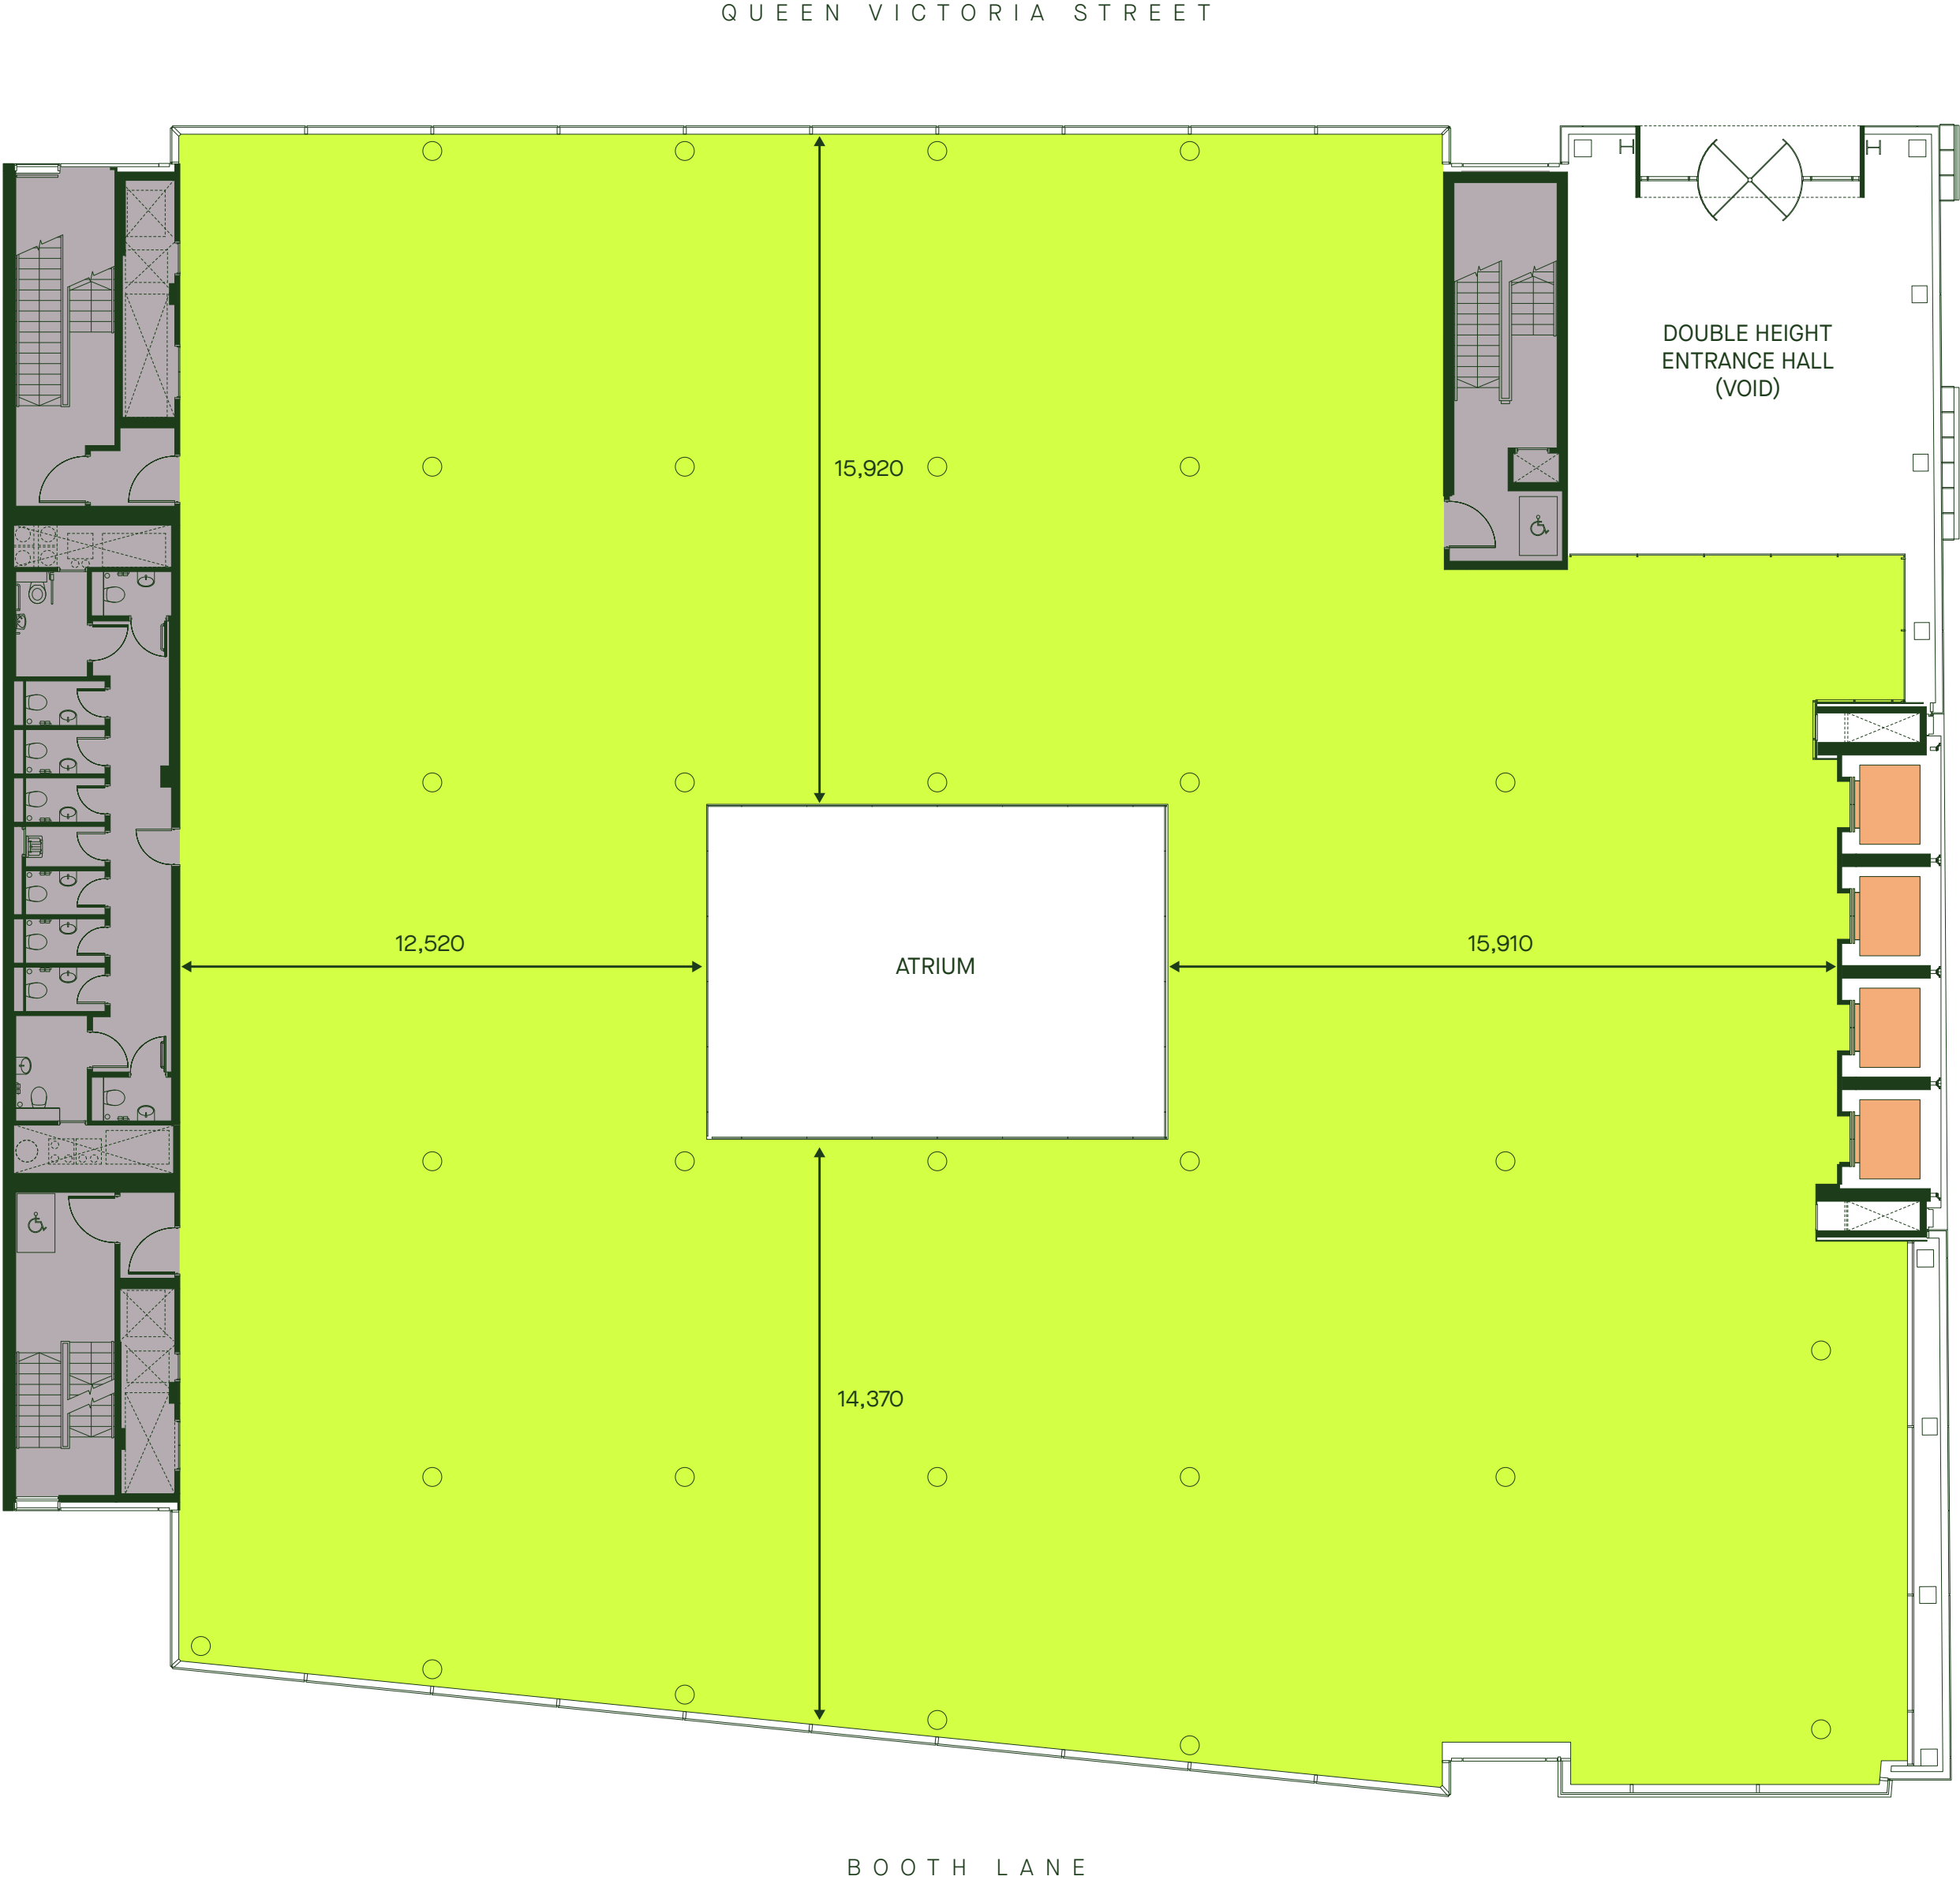 QUEEN VICTORIA STREET
DOUBLE HEIGHT
ENTRANCE HALL
(VOID)
15,920
12,520
ATRIUM
15,910
14,370
BOOTH LANE